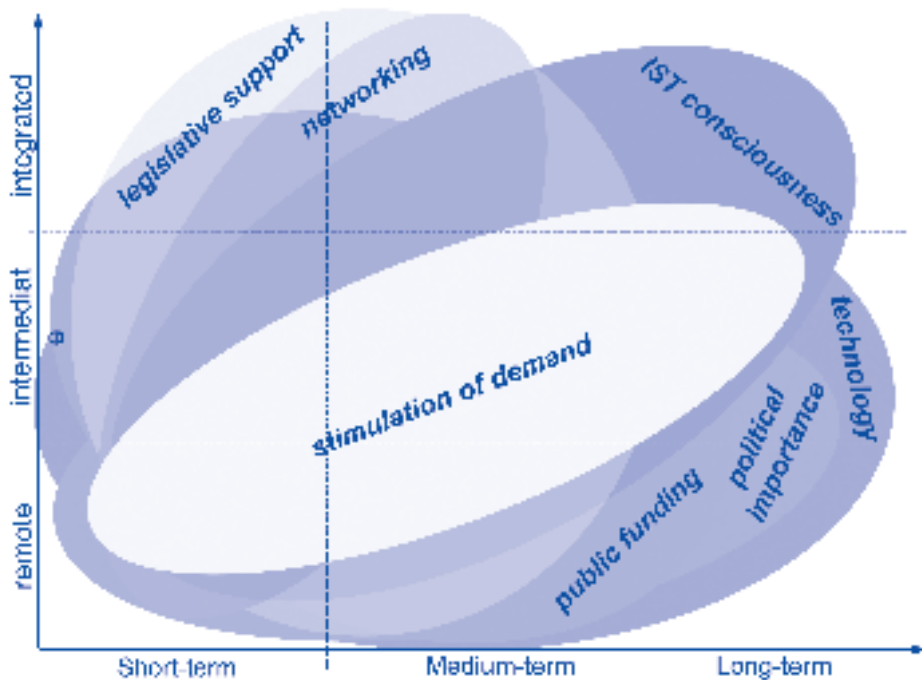 legislative support
networking
IST consciousness
intogratod
intermediat
e
remote
stimulation of demand
technology
political
importance
public funding
Short-term
Medium-term
Long-term